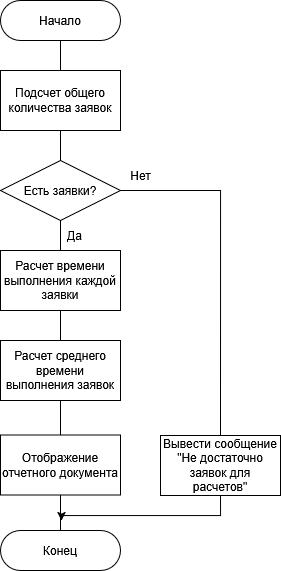 Начало
Подсчет общего
количества заявок
Есть заявки?
Нет
Да
Расчет времени
выполнения каждой
заявки
Расчет среднего
времени
выполнения заявок
Отображение
отчетного документа
Вывести сообщение
"Не достаточно
заявок для
расчетов"
Конец